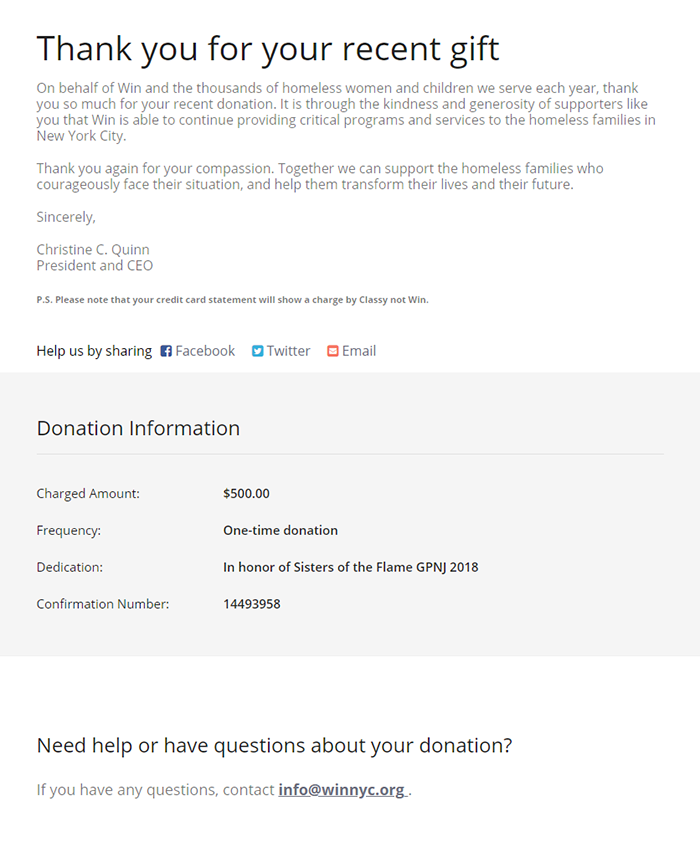 Thank you for your recent gift
On behalf of Win and the thousands of homeless women and children we serve each year, thank
you so much for your recent donation. It is through the kindness and generosity of supporters like
you that Win is able to continue providing critical programs and services to the homeless families in
New York City.
Thank you again for your compassion. Together we can support the homeless families who
courageously face their situation, and help them transform their lives and their future.
Sincerely,
Christine C. Quinn
President and CEO
P.S. Please note that your credit card statement will show a charge by Classy not Win.
Help us by sharing Facebook Twitter Email
Donation Information
Charged Amount: $500.00
Frequency: One-time donation
Dedication: In honor of Sisters of the Flame GPNJ 2018
Confirmation Number: 14493958
Need help or have questions about your donation?
If you have any questions, contact info@winnyc.org .